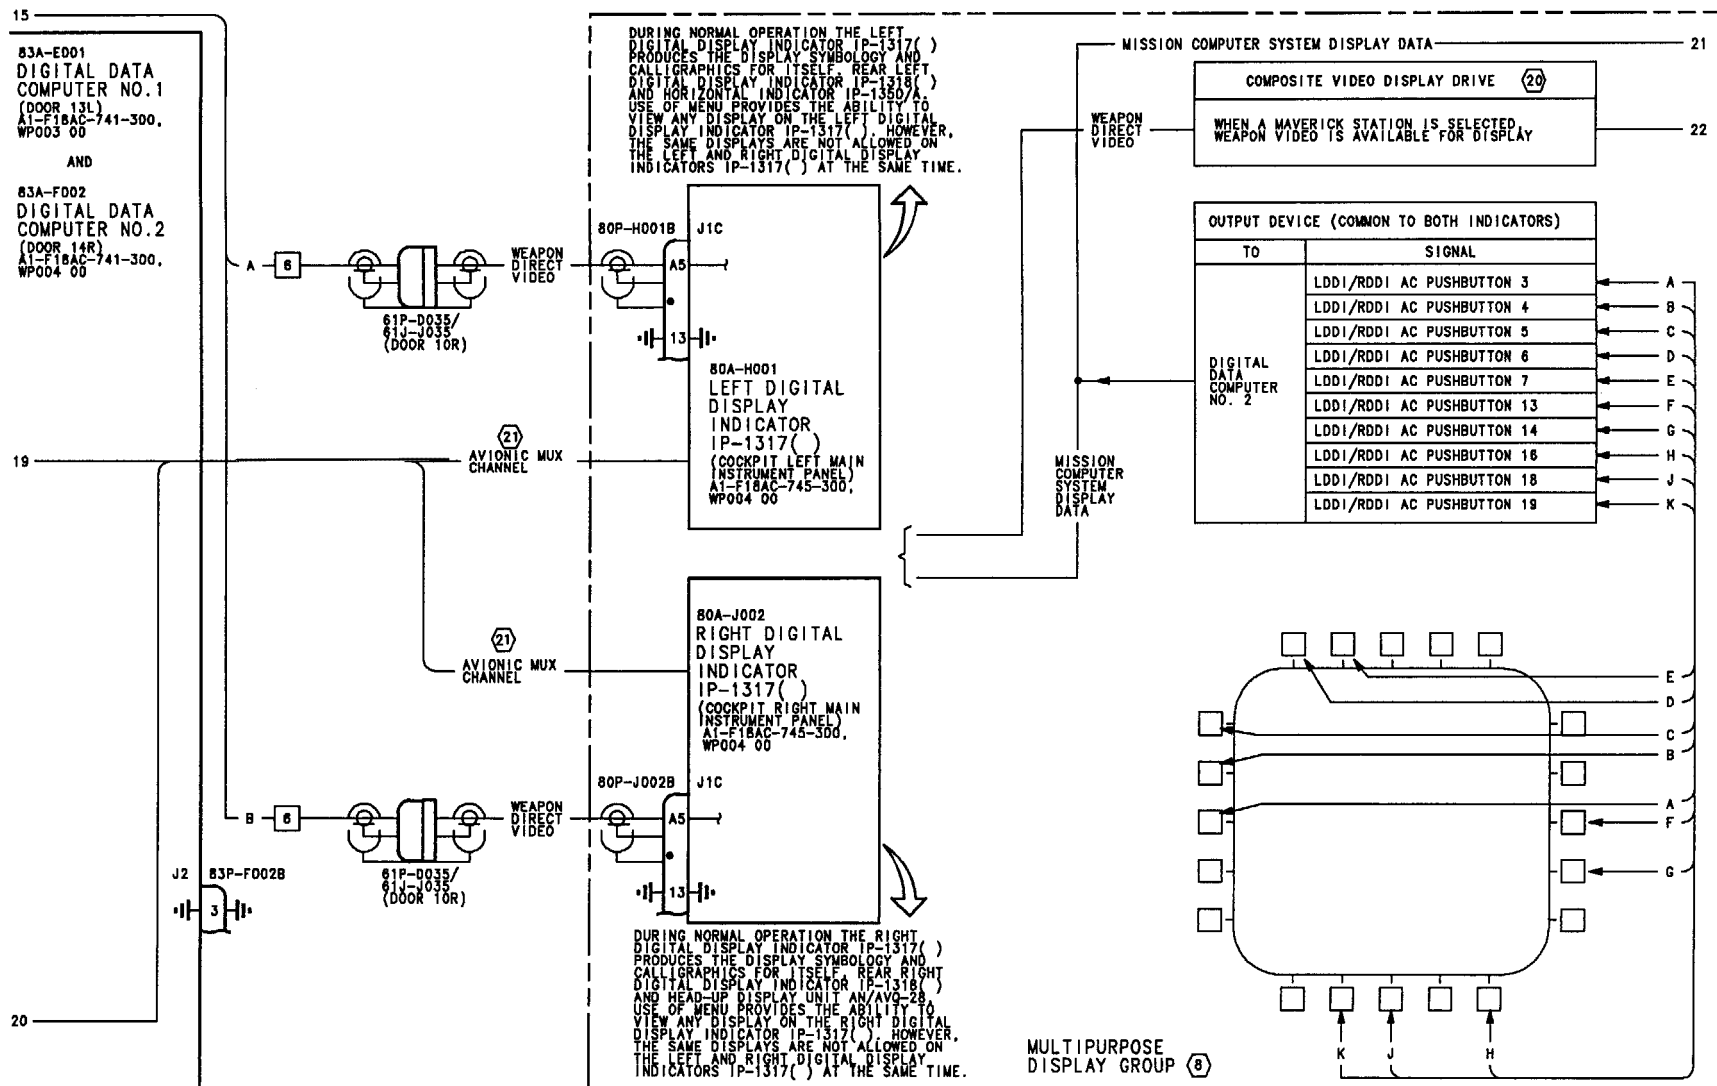 15
83A-E001
DIGITAL DATA
COMPUTER NO.1
(DOOR 13L)
A1-F18AC-741-300,
WP003 00
AND
83A-F002
DIGITAL DATA
COMPUTER NO.2
(DOOR 14R)
A1-F18AC-741-300,
WP004 00
19
20
J2 83P-F002B
3
A 6
61P-D035/
61J-J035
(DOOR 10R)
WEAPON
DIRECT
VIDEO
21
AVIONIC MUX
CHANNEL
21
AVIONIC MUX
CHANNEL
B 6
61P-D035/
61J-J035
(DOOR 10R)
WEAPON
DIRECT
VIDEO
DURING NORMAL OPERATION THE LEFT
DIGITAL DISPLAY INDICATOR IP-1317( )
PRODUCES THE DISPLAY SYMBOLOGY AND
CALLIGRAPHICS FOR ITSELF, REAR LEFT
DIGITAL DISPLAY INDICATOR IP-1318( )
AND HORIZONTAL INDICATOR IP-1350/A.
USE OF MENU PROVIDES THE ABILITY TO
VIEW ANY DISPLAY ON THE LEFT DIGITAL
DISPLAY INDICATOR IP-1317( ). HOWEVER,
THE SAME DISPLAYS ARE NOT ALLOWED ON
THE LEFT AND RIGHT DIGITAL DISPLAY
INDICATORS IP-1317( ) AT THE SAME TIME.
80P-H001B J1C
A5
13
80A-H001
LEFT DIGITAL
DISPLAY
INDICATOR
IP-1317( )
(COCKPIT LEFT MAIN
INSTRUMENT PANEL)
A1-F18AC-745-300,
WP004 00
80A-J002
RIGHT DIGITAL
DISPLAY
INDICATOR
IP-1317( )
(COCKPIT RIGHT MAIN
INSTRUMENT PANEL)
A1-F18AC-745-300,
WP004 00
80P-J002B J1C
A5
13
DURING NORMAL OPERATION THE RIGHT
DIGITAL DISPLAY INDICATOR IP-1317( )
PRODUCES THE DISPLAY SYMBOLOGY AND
CALLIGRAPHICS FOR ITSELF, REAR RIGHT
DIGITAL DISPLAY INDICATOR IP-1318( )
AND HEAD-UP DISPLAY UNIT AN/AVQ-28.
USE OF MENU PROVIDES THE ABILITY TO
VIEW ANY DISPLAY ON THE RIGHT DIGITAL
DISPLAY INDICATOR IP-1317( ). HOWEVER,
THE SAME DISPLAYS ARE NOT ALLOWED ON
THE LEFT AND RIGHT DIGITAL DISPLAY
INDICATORS IP-1317( ) AT THE SAME TIME.
MISSION COMPUTER SYSTEM DISPLAY DATA 21
WEAPON
DIRECT
VIDEO
COMPOSITE VIDEO DISPLAY DRIVE 20
WHEN A MAVERICK STATION IS SELECTED,
WEAPON VIDEO IS AVAILABLE FOR DISPLAY
22
MISSION
COMPUTER
SYSTEM
DISPLAY
DATA
OUTPUT DEVICE (COMMON TO BOTH INDICATORS)
TO SIGNAL
DIGITAL
DATA
COMPUTER
NO. 2
LDDI/RDDI AC PUSHBUTTON 3 A
LDDI/RDDI AC PUSHBUTTON 4 B
LDDI/RDDI AC PUSHBUTTON 5 C
LDDI/RDDI AC PUSHBUTTON 6 D
LDDI/RDDI AC PUSHBUTTON 7 E
LDDI/RDDI AC PUSHBUTTON 13 F
LDDI/RDDI AC PUSHBUTTON 14 G
LDDI/RDDI AC PUSHBUTTON 16 H
LDDI/RDDI AC PUSHBUTTON 18 J
LDDI/RDDI AC PUSHBUTTON 19 K
E
D
C
B
A
F
G
K J H
MULTIPURPOSE
DISPLAY GROUP 8